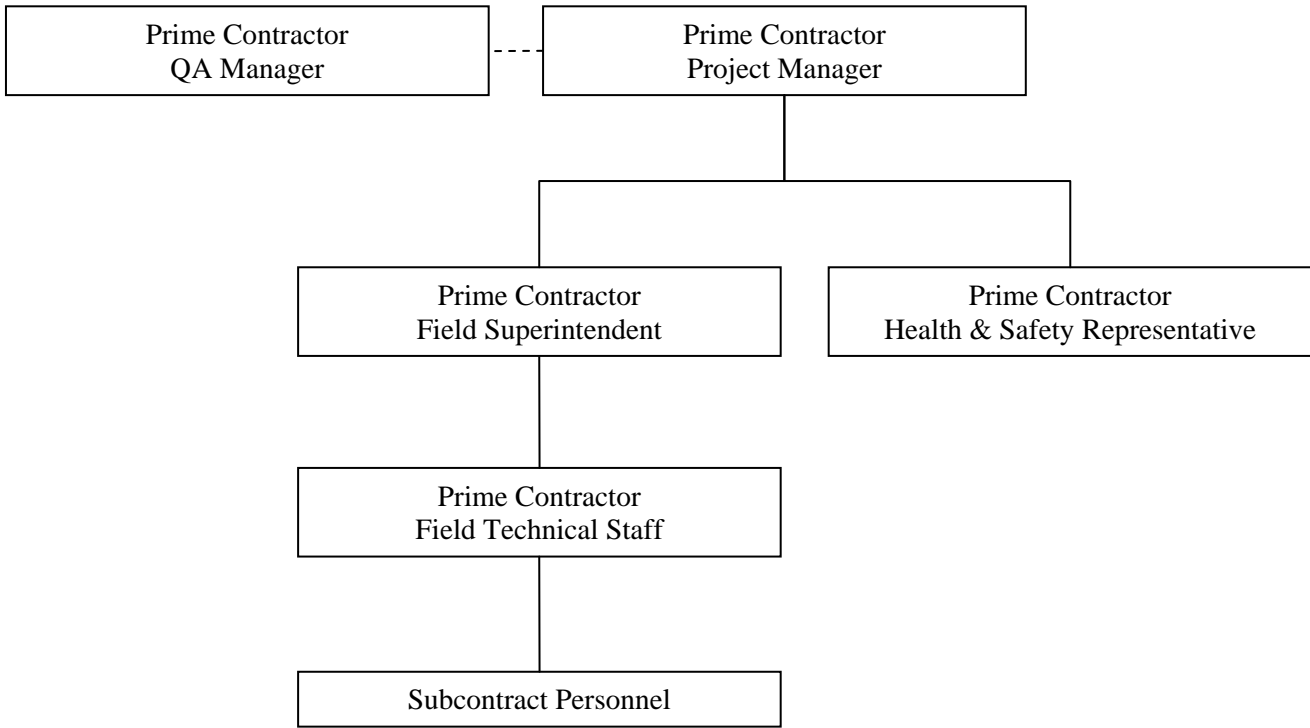 Prime Contractor
QA Manager
Prime Contractor
Project Manager
Prime Contractor
Field Superintendent
Prime Contractor
Health & Safety Representative
Prime Contractor
Field Technical Staff
Subcontract Personnel